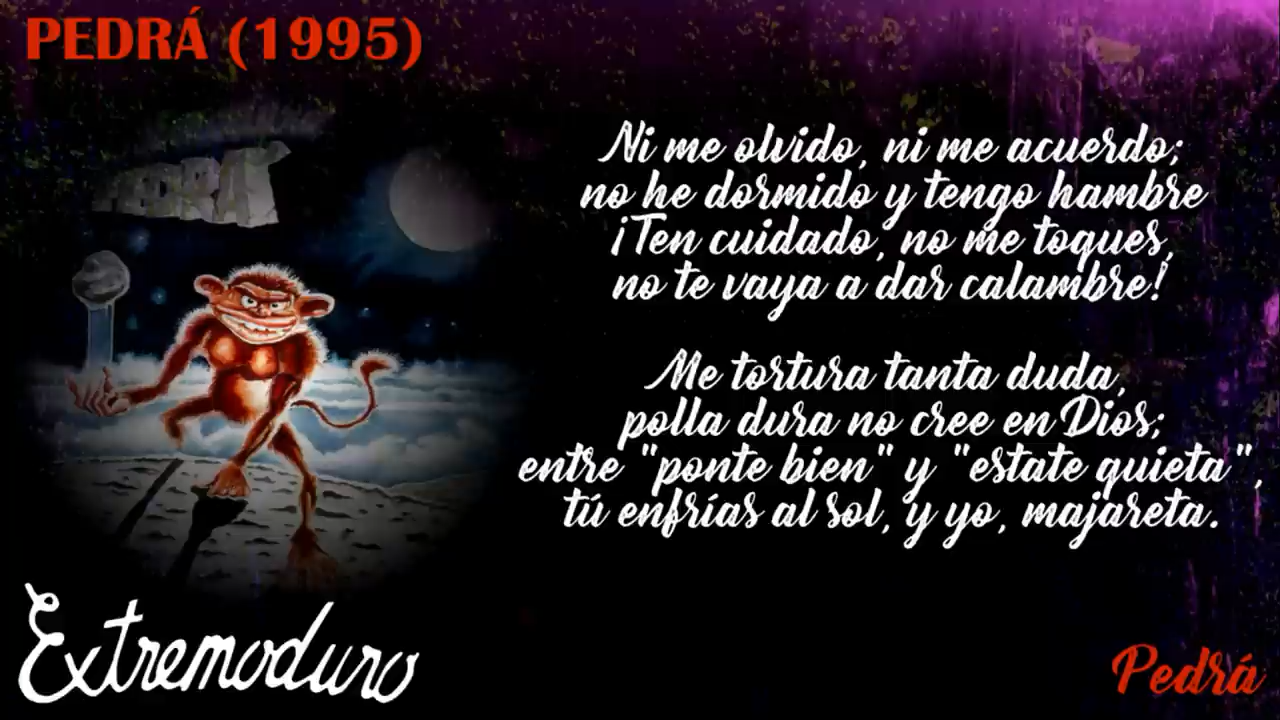 PEDRÁ (1995)
PEDRÁ
Ni me olvido, ni me acuerdo;
no he dormido y tengo hambre
¡Ten cuidado, no me toques,
no te vaya a dar calambre!
Me tortura tanta duda,
polla dura no cree en Dios;
entre "ponte bien" y "estate quieta",
tú enfrías al sol, y yo, majareta.
Extremoduro
Pedrá